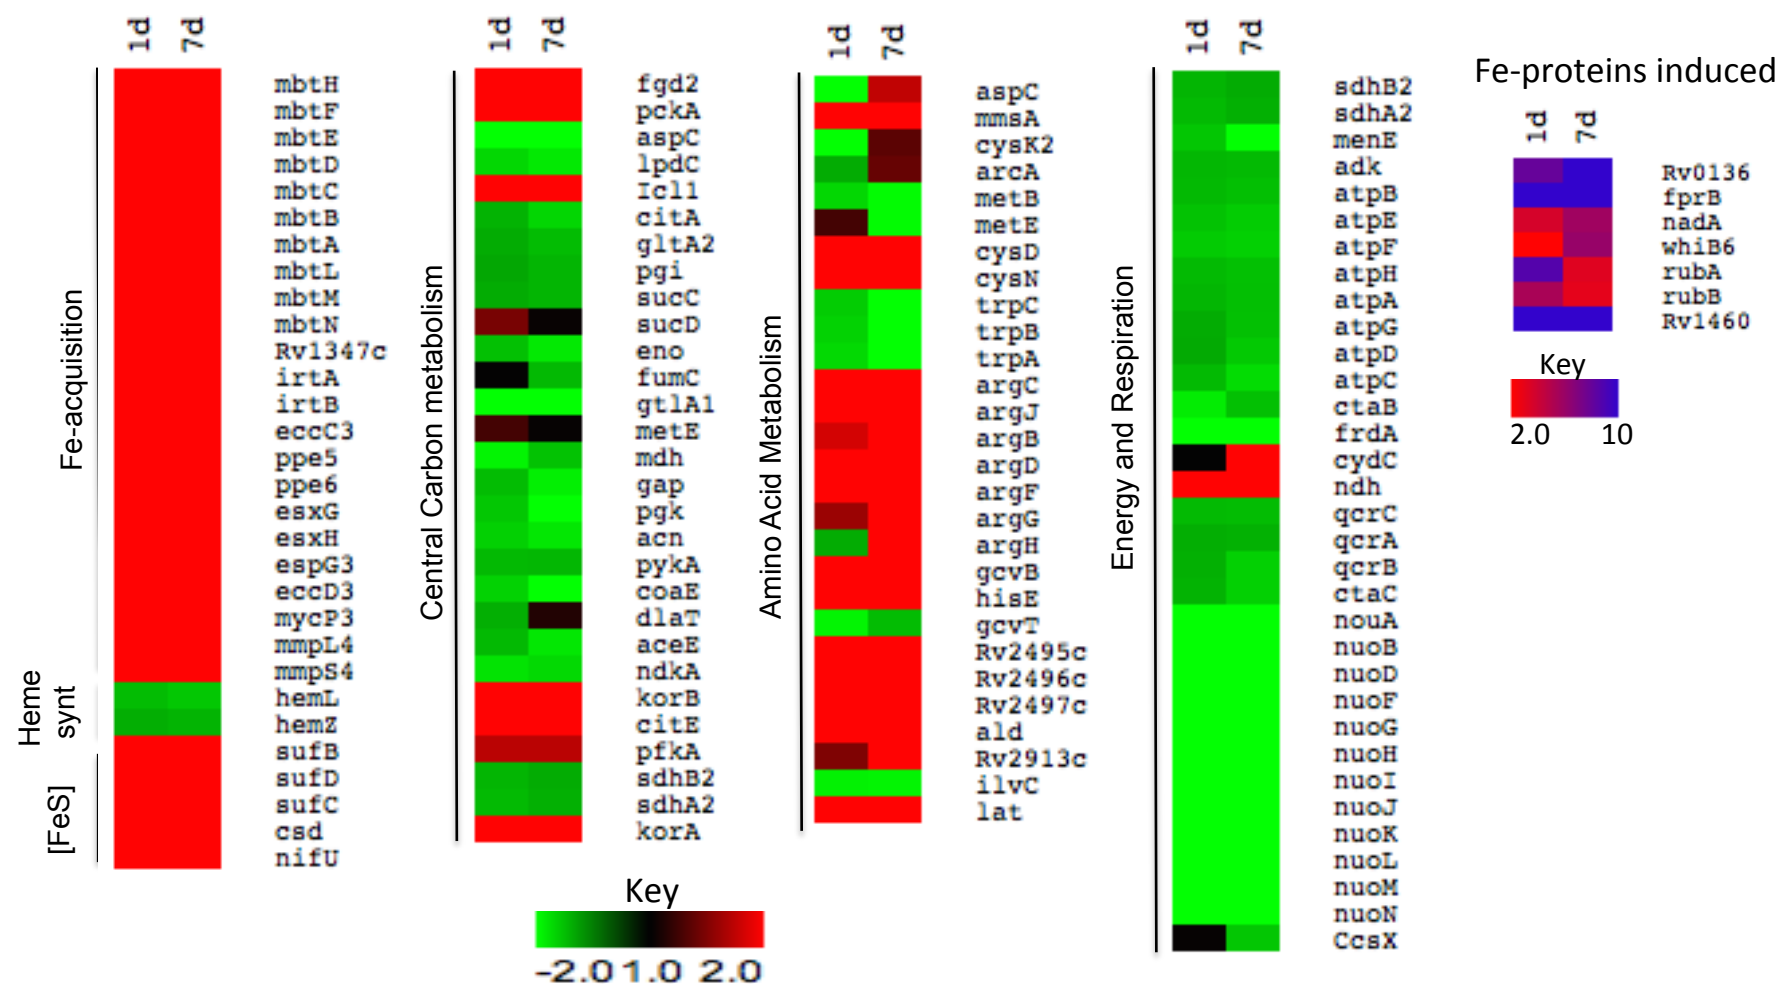 1d 7d
Fe-acquisition
mbtH
mbtF
mbtE
mbtD
mbtC
mbtB
mbtA
mbtL
mbtM
mbtN
Rv1347c
irtA
irtB
eccC3
ppe5
ppe6
esxG
esxH
espG3
eccD3
mycP3
mmpL4
mmpS4
Heme
synt
hemL
hemZ
[FeS]
sufB
sufD
sufC
csd
nifU
1d 7d
Central Carbon metabolism
fgd2
pckA
aspC
lpdC
Icl1
citA
gltA2
pgi
sucC
sucD
eno
fumC
gtlA1
metE
mdh
gap
pgk
acn
pykA
coaE
dlaT
aceE
ndkA
korB
citE
pfkA
sdhB2
sdhA2
korA
Key
-2.0 1.0 2.0
1d 7d
Amino Acid Metabolism
aspC
mmsA
cysK2
arcA
metB
metE
cysD
cysN
trpC
trpB
trpA
argC
argJ
argB
argD
argF
argG
argH
gcvB
hisE
gcvT
Rv2495c
Rv2496c
Rv2497c
ald
Rv2913c
ilvC
lat
1d 7d
Energy and Respiration
sdhB2
sdhA2
menE
adk
atpB
atpE
atpF
atpH
atpA
atpG
atpD
atpC
ctaB
frdA
cydC
ndh
qcrC
qcrA
qcrB
ctaC
nouA
nuoB
nuoD
nuoF
nuoG
nuoH
nuoI
nuoJ
nuoK
nuoL
nuoM
nuoN
CcsX
Fe-proteins induced
1d 7d
Rv0136
fprB
nadA
whiB6
rubA
rubB
Rv1460
Key
2.0 10